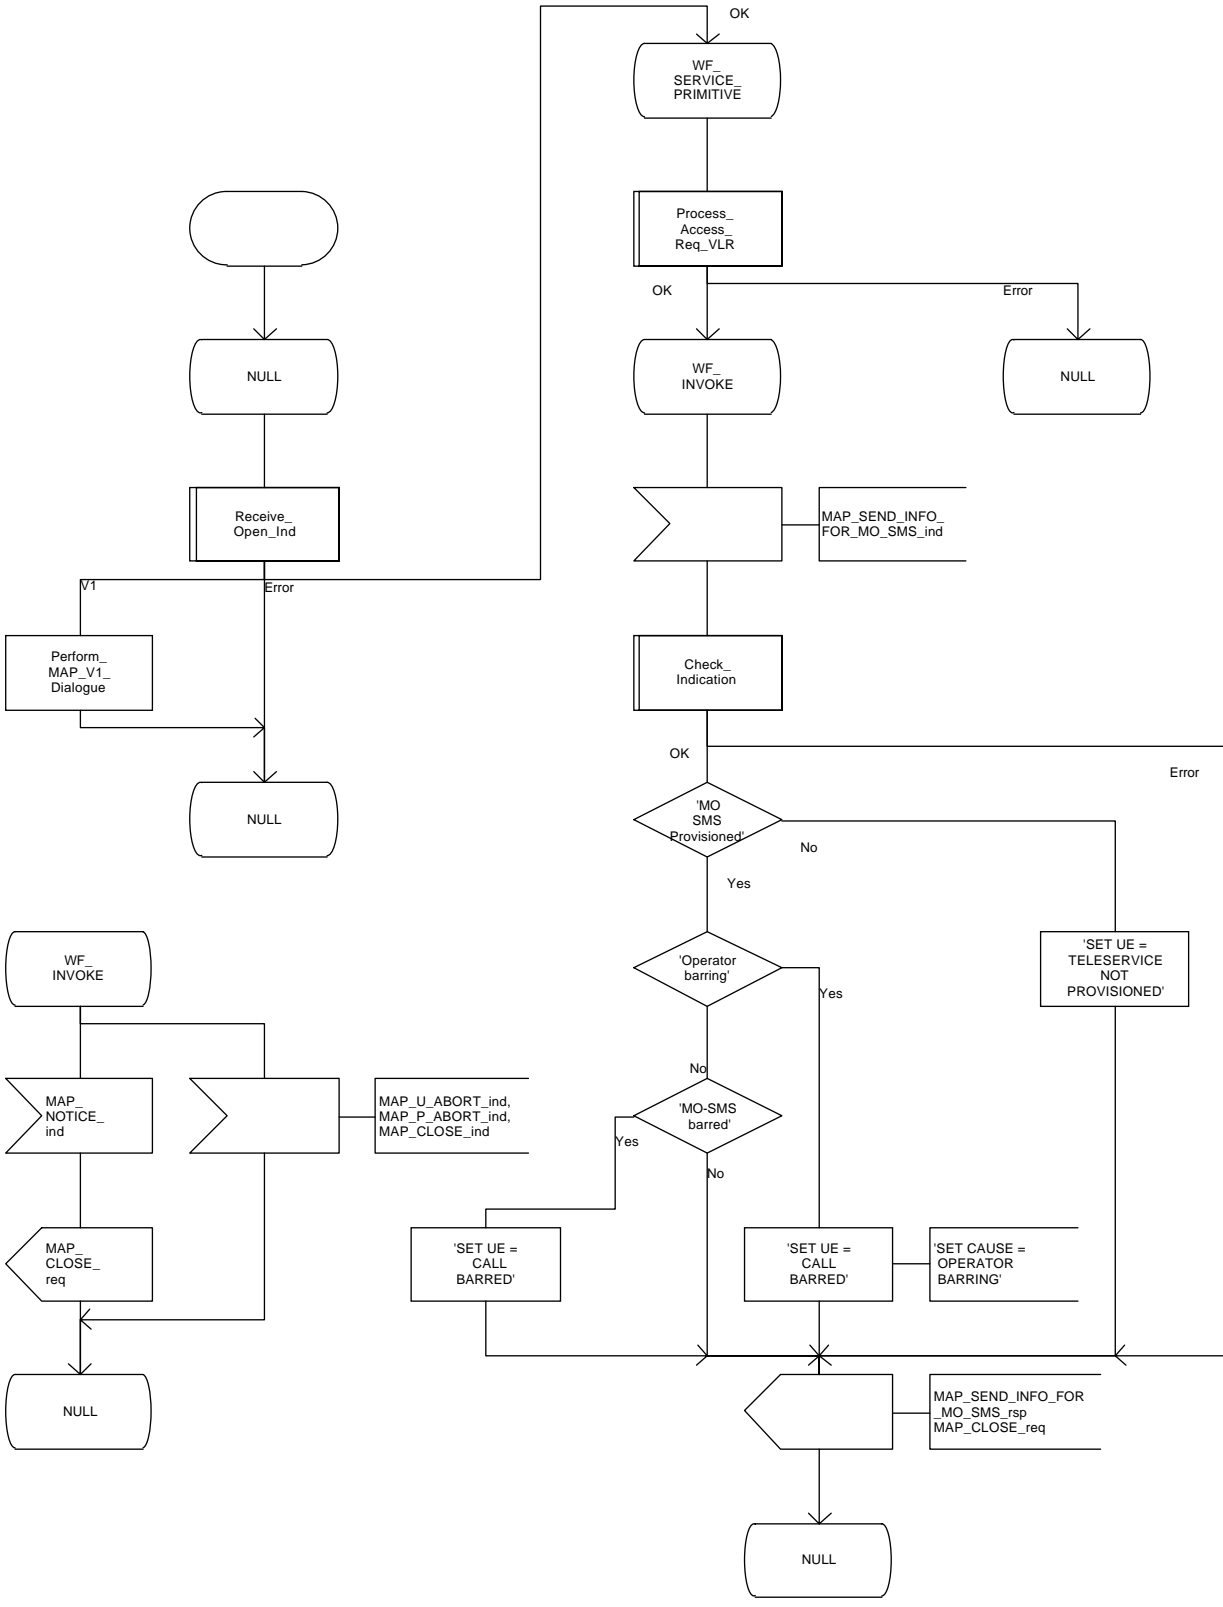 OK
WF_
SERVICE_
PRIMITIVE
Process_
Access_
Req_VLR
OK
Error
NULL
WF_
INVOKE
NULL
Receive_
Open_Ind
MAP_SEND_INFO_
FOR_MO_SMS_ind
V1
Error
Perform_
MAP_V1_
Dialogue
Check_
Indication
OK
Error
NULL
'MO
SMS
Provisioned'
No
Yes
WF_
INVOKE
'Operator
barring'
Yes
'SET UE =
TELESERVICE
NOT
PROVISIONED'
No
MAP_
NOTICE_
ind
MAP_U_ABORT_ind,
MAP_P_ABORT_ind,
MAP_CLOSE_ind
'MO-SMS
barred'
Yes
No
MAP_
CLOSE_
req
'SET UE =
CALL
BARRED'
'SET UE =
CALL
BARRED'
'SET CAUSE =
OPERATOR
BARRING'
NULL
MAP_SEND_INFO_FOR
_MO_SMS_rsp
MAP_CLOSE_req
NULL